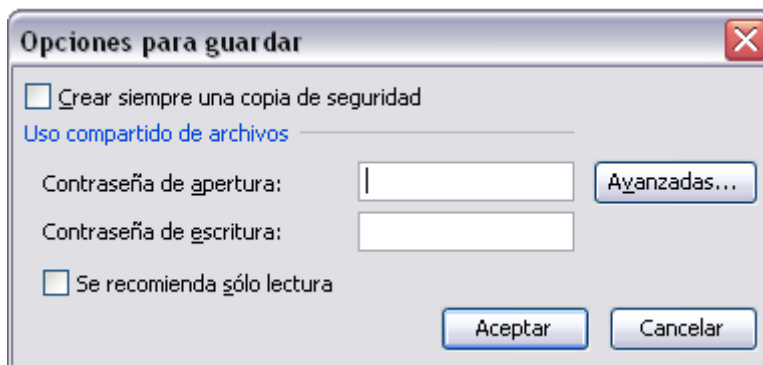 Opciones para guardar
Crear siempre una copia de seguridad
Uso compartido de archivos
Contraseña de apertura:
Avanzadas...
Contraseña de escritura:
Se recomienda sólo lectura
Aceptar
Cancelar